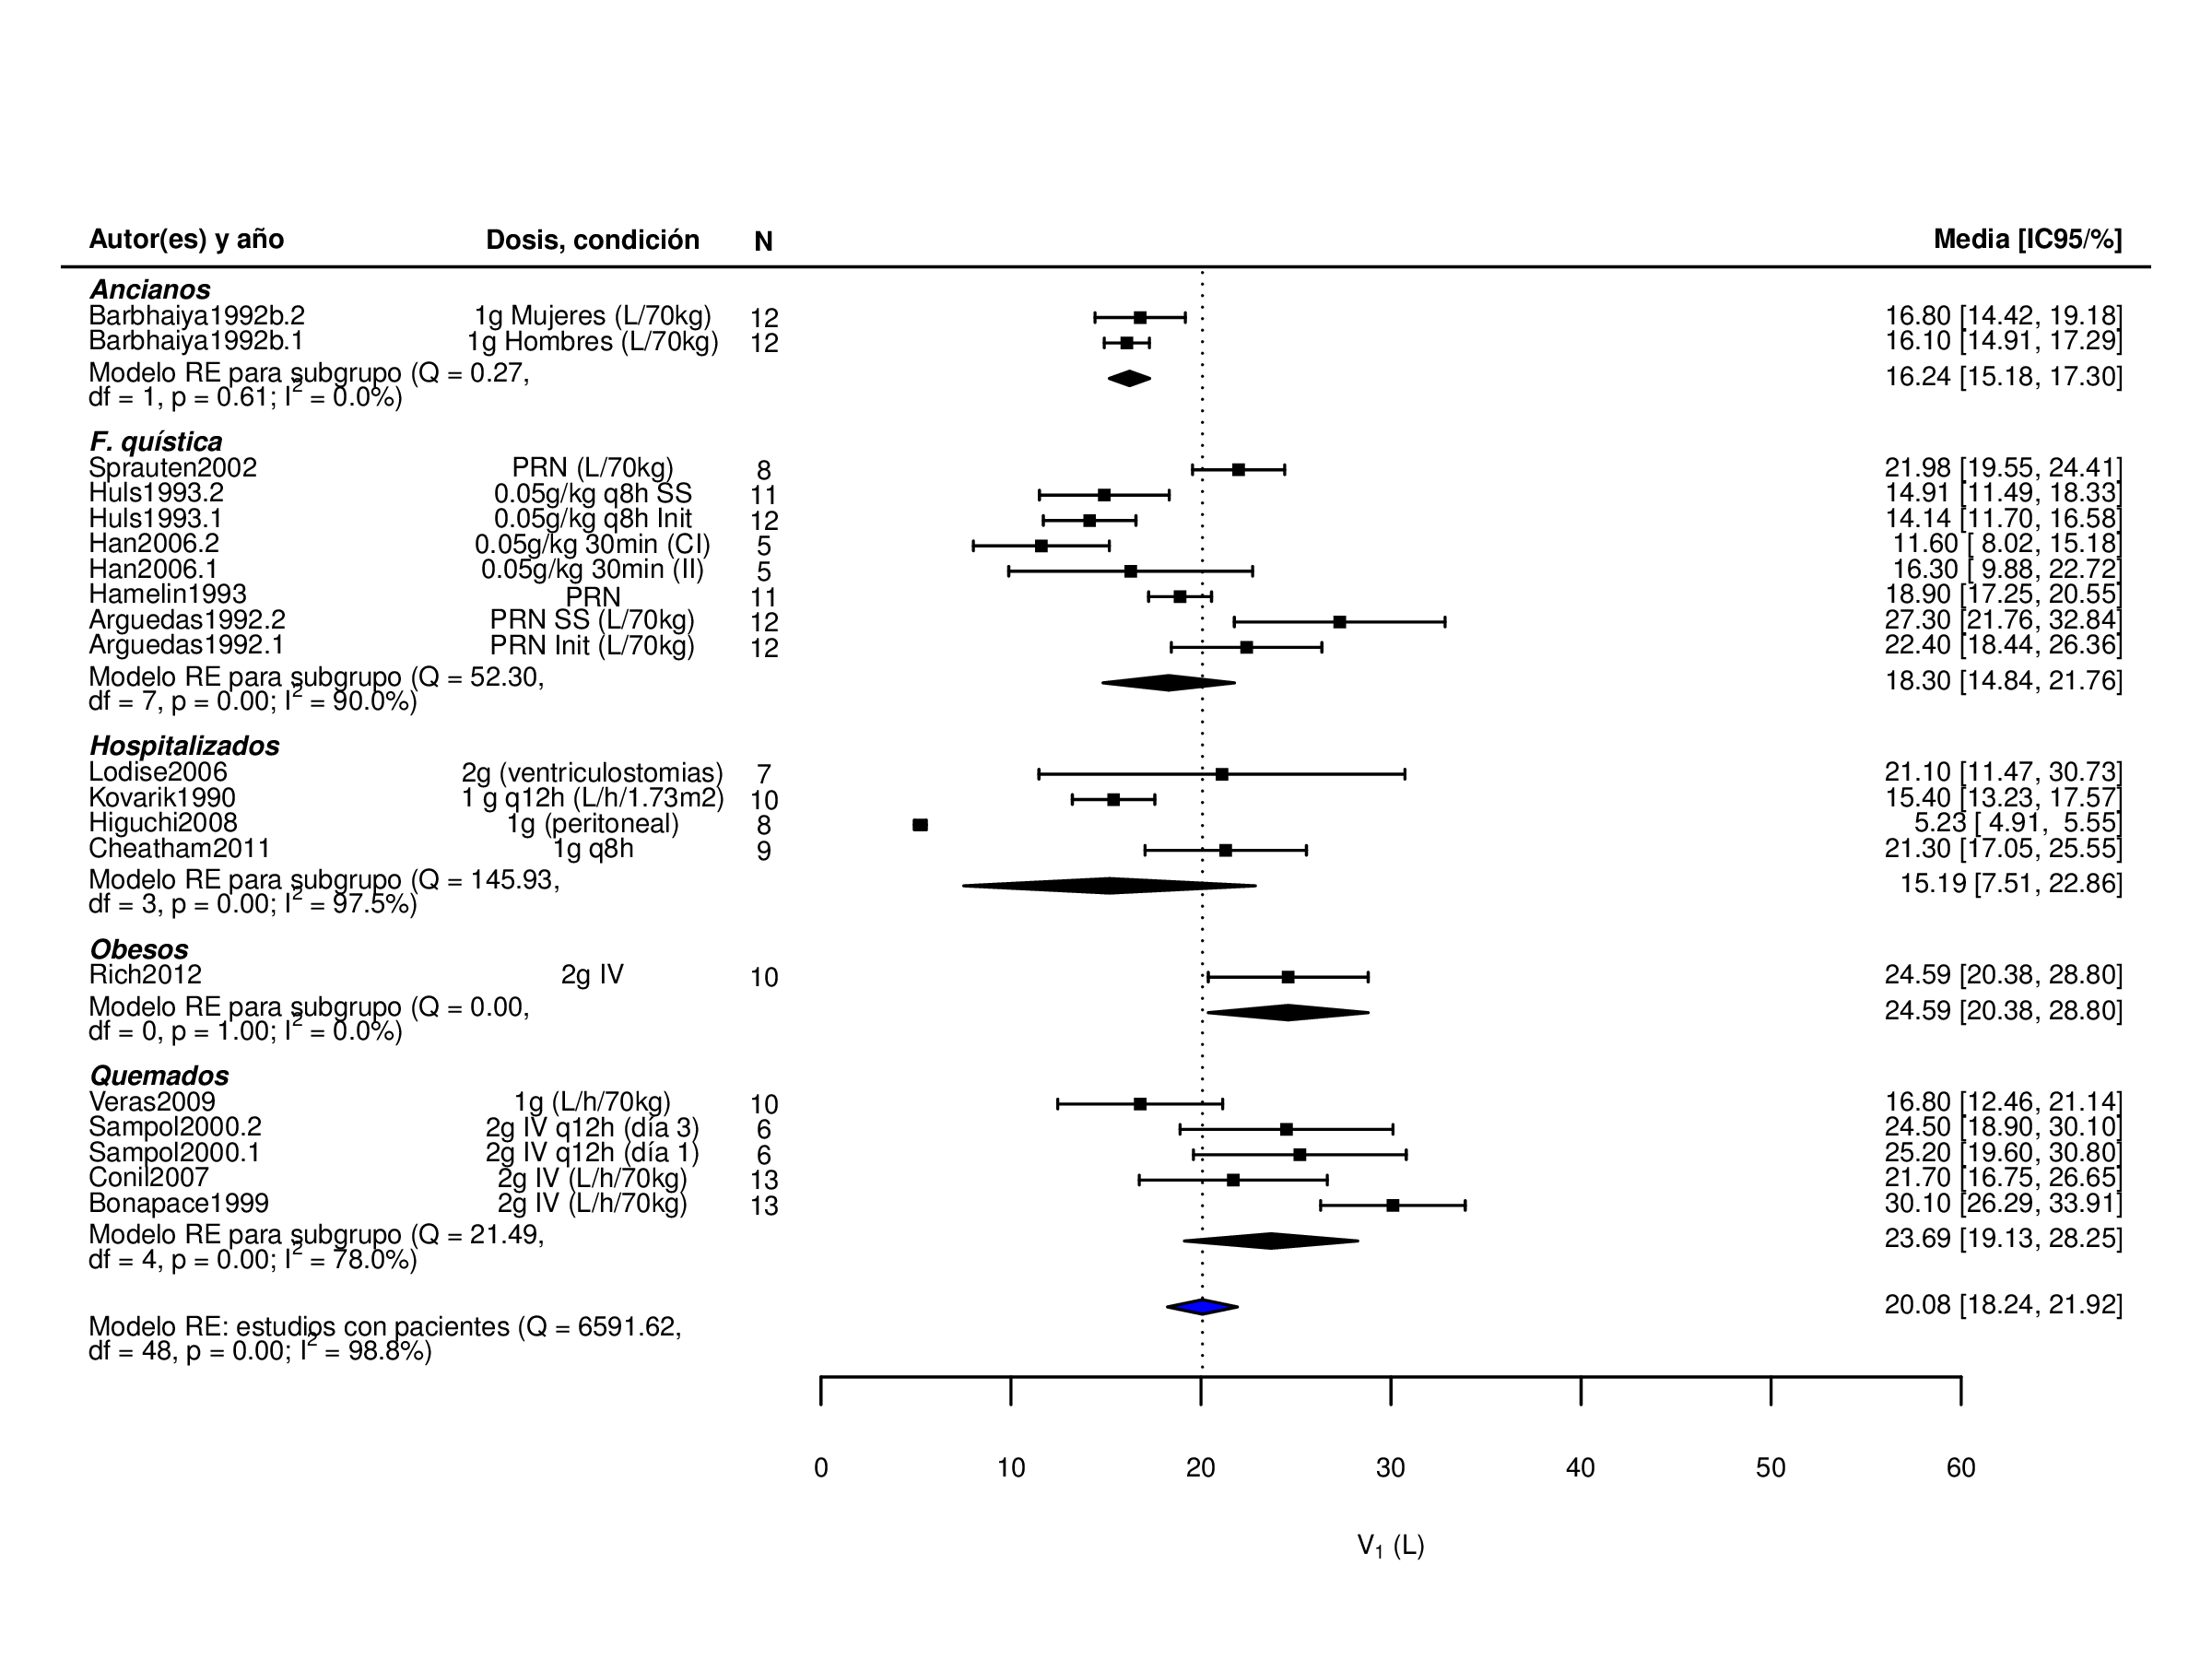 Autor(es) y año Dosis, condición N Media [IC95/%]
Ancianos
Barbhaiya1992b.2 1g Mujeres (L/70kg) 12 16.80 [14.42, 19.18]
Barbhaiya1992b.1 1g Hombres (L/70kg) 12 16.10 [14.91, 17.29]
Modelo RE para subgrupo (Q = 0.27, 16.24 [15.18, 17.30]
df = 1, p = 0.61; I² = 0.0%)
F. quística
Sprauten2002 PRN (L/70kg) 8 21.98 [19.55, 24.41]
Huls1993.2 0.05g/kg q8h SS 11 14.91 [11.49, 18.33]
Huls1993.1 0.05g/kg q8h Init 12 14.14 [11.70, 16.58]
Han2006.2 0.05g/kg 30min (CI) 5 11.60 [ 8.02, 15.18]
Han2006.1 0.05g/kg 30min (II) 5 16.30 [ 9.88, 22.72]
Hamelin1993 PRN 11 18.90 [17.25, 20.55]
Arguedas1992.2 PRN SS (L/70kg) 12 27.30 [21.76, 32.84]
Arguedas1992.1 PRN Init (L/70kg) 12 22.40 [18.44, 26.36]
Modelo RE para subgrupo (Q = 52.30, 18.30 [14.84, 21.76]
df = 7, p = 0.00; I² = 90.0%)
Hospitalizados
Lodise2006 2g (ventriculostomias) 7 21.10 [11.47, 30.73]
Kovarik1990 1 g q12h (L/h/1.73m2) 10 15.40 [13.23, 17.57]
Higuchi2008 1g (peritoneal) 8 5.23 [ 4.91, 5.55]
Cheatham2011 1g q8h 9 21.30 [17.05, 25.55]
Modelo RE para subgrupo (Q = 145.93, 15.19 [7.51, 22.86]
df = 3, p = 0.00; I² = 97.5%)
Obesos
Rich2012 2g IV 10 24.59 [20.38, 28.80]
Modelo RE para subgrupo (Q = 0.00, 24.59 [20.38, 28.80]
df = 0, p = 1.00; I² = 0.0%)
Quemados
Veras2009 1g (L/h/70kg) 10 16.80 [12.46, 21.14]
Sampol2000.2 2g IV q12h (día 3) 6 24.50 [18.90, 30.10]
Sampol2000.1 2g IV q12h (día 1) 6 25.20 [19.60, 30.80]
Conil2007 2g IV (L/h/70kg) 13 21.70 [16.75, 26.65]
Bonapace1999 2g IV (L/h/70kg) 13 30.10 [26.29, 33.91]
Modelo RE para subgrupo (Q = 21.49, 23.69 [19.13, 28.25]
df = 4, p = 0.00; I² = 78.0%)
20.08 [18.24, 21.92]
Modelo RE: estudios con pacientes (Q = 6591.62,
df = 48, p = 0.00; I² = 98.8%)
0 10 20 30 40 50 60
V₁ (L)